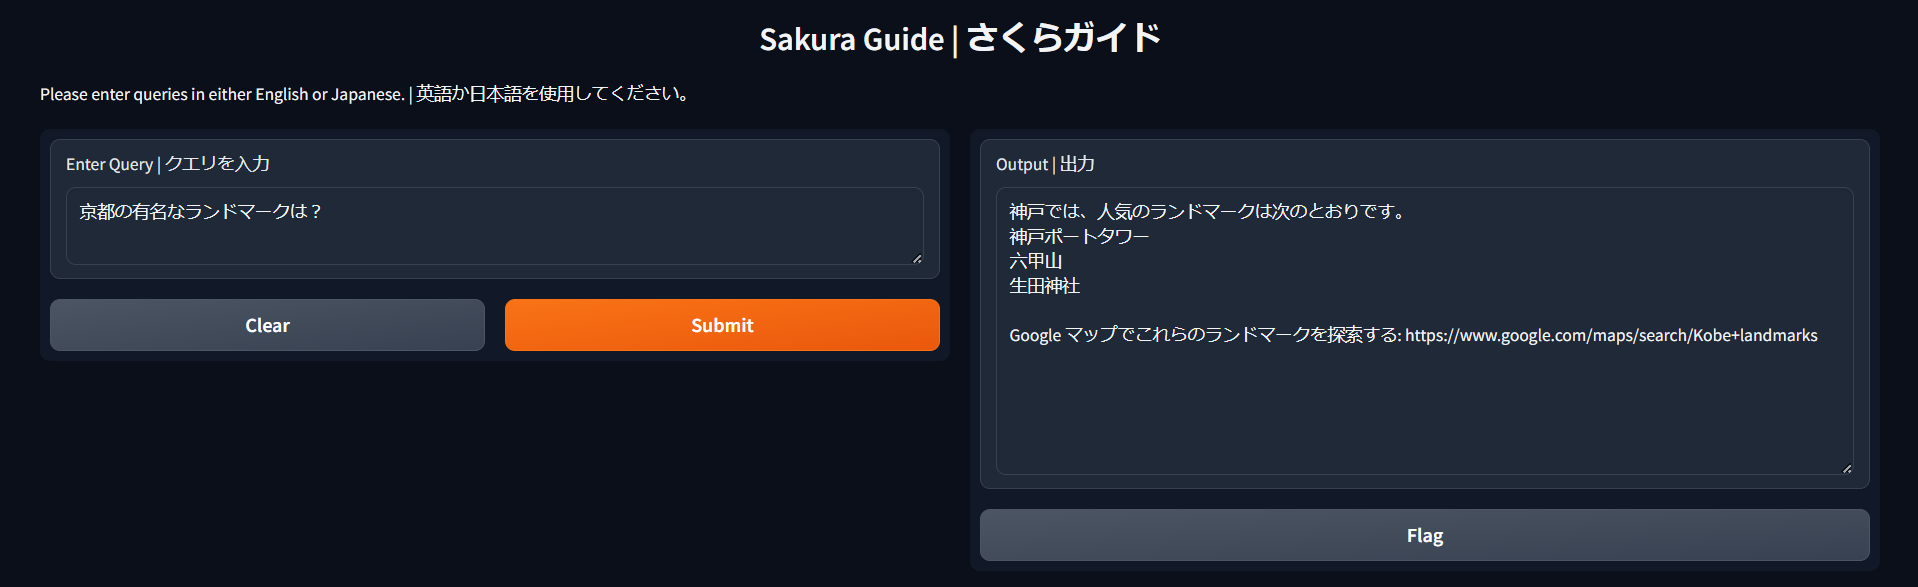 Sakura Guide | さくらガイド
Please enter queries in either English or Japanese. | 英語か日本語を使用してください。
Enter Query | クエリを入力
京都の有名なランドマークは？
Clear
Submit
Output | 出力
神戸では、人気のランドマークは次のとおりです。
神戸ポートタワー
六甲山
生田神社
Google マップでこれらのランドマークを探索する: https://www.google.com/maps/search/Kobe+landmarks
Flag